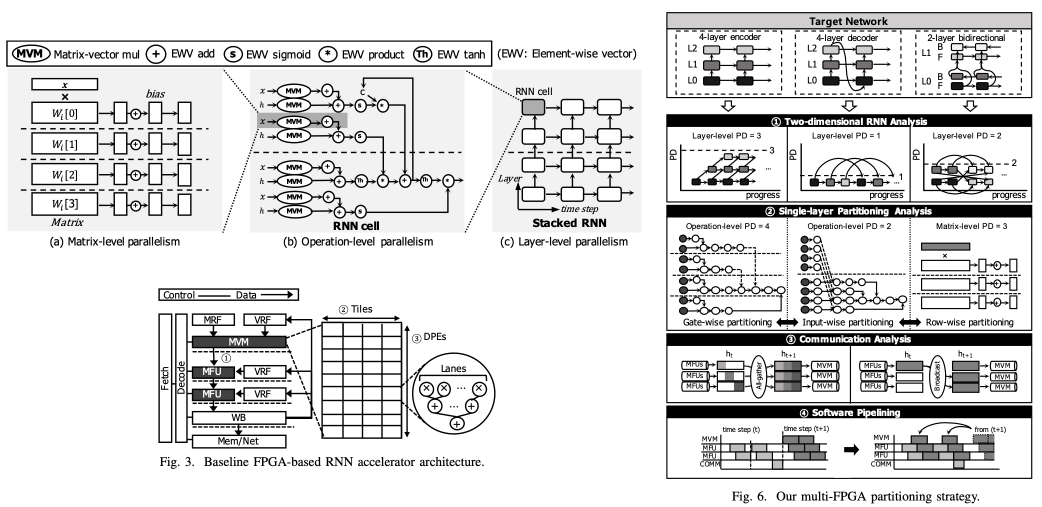 MVM Matrix-vector mul + EWV add s EWV sigmoid * EWV product Th EWV tanh (EWV: Element-wise vector)
x
×
bias
Wi[0]
Wi[1]
Wi[2]
Wi[3]
Matrix
(a) Matrix-level parallelism
x MVM +
h MVM + s *
C
x MVM +
h MVM + s
x MVM +
h MVM + Th * + Th *
x MVM +
h MVM + s
RNN cell
(b) Operation-level parallelism
RNN cell
Layer
time step
Stacked RNN
(c) Layer-level parallelism
Control Data
Fetch
Decode
MRF VRF
MVM
①
MFU VRF
MFU VRF
WB
Mem/Net
② Tiles
③ DPEs
Lanes
× × ⋯ ×
+ ⋯ +
+
Fig. 3. Baseline FPGA-based RNN accelerator architecture.
Target Network
4-layer encoder
L2
L1
L0
4-layer decoder
L2
L1
L0
2-layer bidirectional
L1 B
F
L0 B
F
① Two-dimensional RNN Analysis
Layer-level PD = 3 Layer-level PD = 1 Layer-level PD = 2
PD 3 ... progress
PD 1 ... progress
PD 2 ... progress
② Single-layer Partitioning Analysis
Operation-level PD = 4 Operation-level PD = 2 Matrix-level PD = 3
×
Gate-wise partitioning Input-wise partitioning Row-wise partitioning
③ Communication Analysis
ht ht+1
MFUs MVM
MFUs All-gather MVM
MFUs MVM
ht ht+1
MFUs MVM
MFUs Broadcast MVM
MFUs MVM
④ Software Pipelining
time step (t) time step (t+1)
MVM
MFU
MFU
COMM
from (t+1)
MVM
MFU
MFU
COMM
Fig. 6. Our multi-FPGA partitioning strategy.